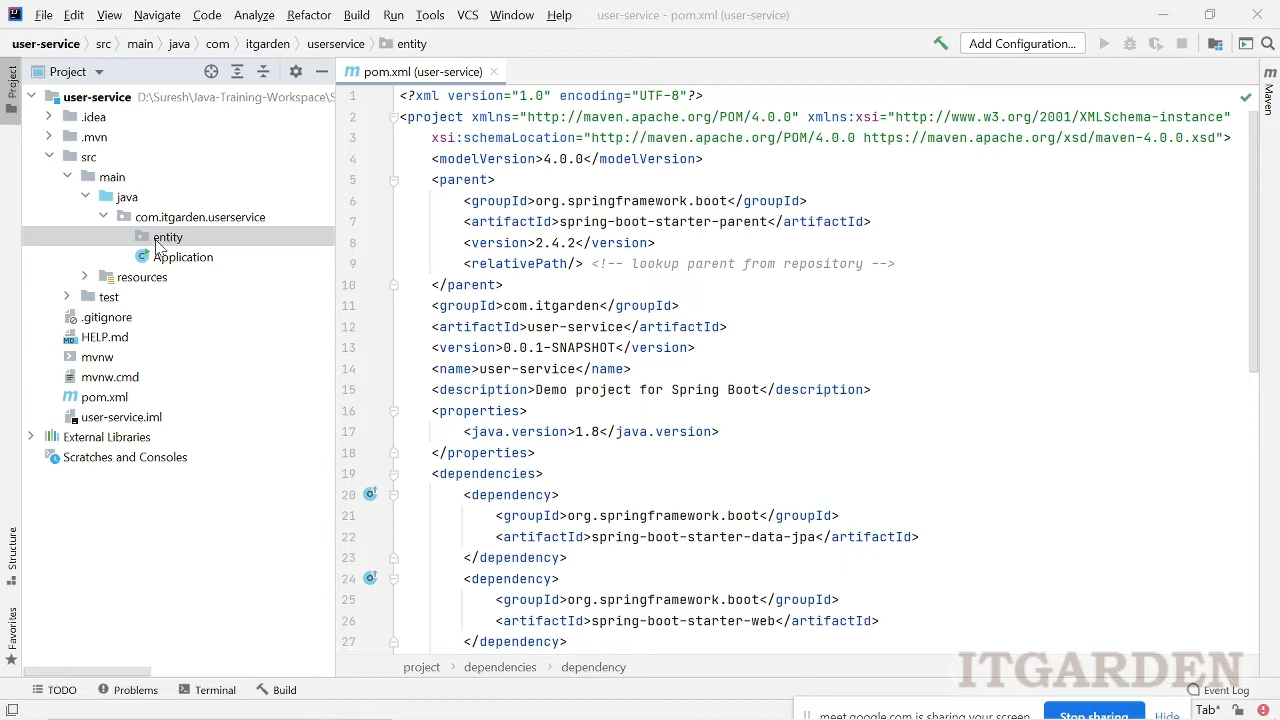 File Edit View Navigate Code Analyze Refactor Build Run Tools VCS Window Help user-service - pom.xml (user-service)
user-service > src > main > java > com > itgarden > userservice > entity Add Configuration...
Project
user-service D:\Suresh\Java-Training-Workspace\S
.idea
.mvn
src
main
java
com.itgarden.userservice
entity
Application
resources
test
.gitignore
HELP.md
mvnw
mvnw.cmd
pom.xml
user-service.iml
External Libraries
Scratches and Consoles
Project
Structure
Favorites
pom.xml (user-service)
1 <?xml version="1.0" encoding="UTF-8"?>
2 <project xmlns="http://maven.apache.org/POM/4.0.0" xmlns:xsi="http://www.w3.org/2001/XMLSchema-instance"
3 xsi:schemaLocation="http://maven.apache.org/POM/4.0.0 https://maven.apache.org/xsd/maven-4.0.0.xsd">
4 <modelVersion>4.0.0</modelVersion>
5 <parent>
6 <groupId>org.springframework.boot</groupId>
7 <artifactId>spring-boot-starter-parent</artifactId>
8 <version>2.4.2</version>
9 <relativePath/> <!-- lookup parent from repository -->
10 </parent>
11 <groupId>com.itgarden</groupId>
12 <artifactId>user-service</artifactId>
13 <version>0.0.1-SNAPSHOT</version>
14 <name>user-service</name>
15 <description>Demo project for Spring Boot</description>
16 <properties>
17 <java.version>1.8</java.version>
18 </properties>
19 <dependencies>
20 <dependency>
21 <groupId>org.springframework.boot</groupId>
22 <artifactId>spring-boot-starter-data-jpa</artifactId>
23 </dependency>
24 <dependency>
25 <groupId>org.springframework.boot</groupId>
26 <artifactId>spring-boot-starter-web</artifactId>
27 </dependency>
project > dependencies > dependency
Maven
ITGARDEN
TODO Problems Terminal Build Event Log
meet.google.com is sharing your screen. Stop sharing Hide Tab*